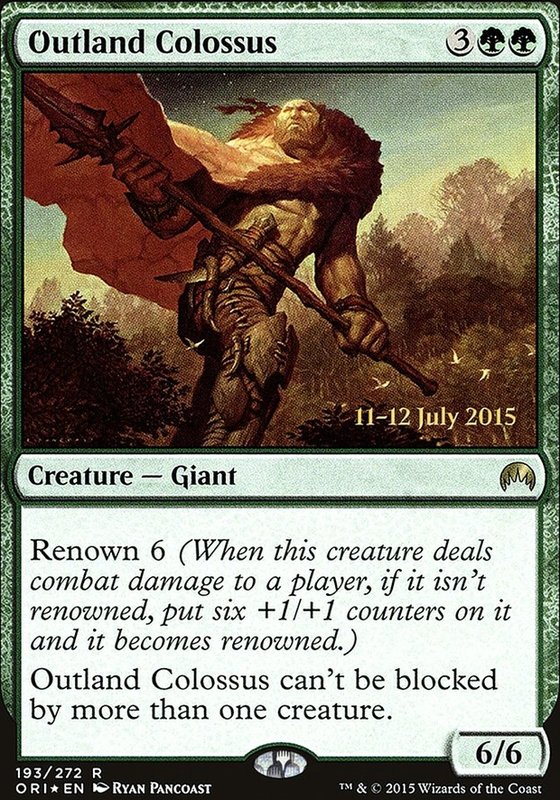 Outland Colossus 3
11-12 July 2015
Creature — Giant
Renown 6 (When this creature deals
combat damage to a player, if it isn't
renowned, put six +1/+1 counters on it
and it becomes renowned.)
Outland Colossus can't be blocked
by more than one creature.
6/6
193/272 R
ORI★EN RYAN PANCOAST
™ & © 2015 Wizards of the Coast